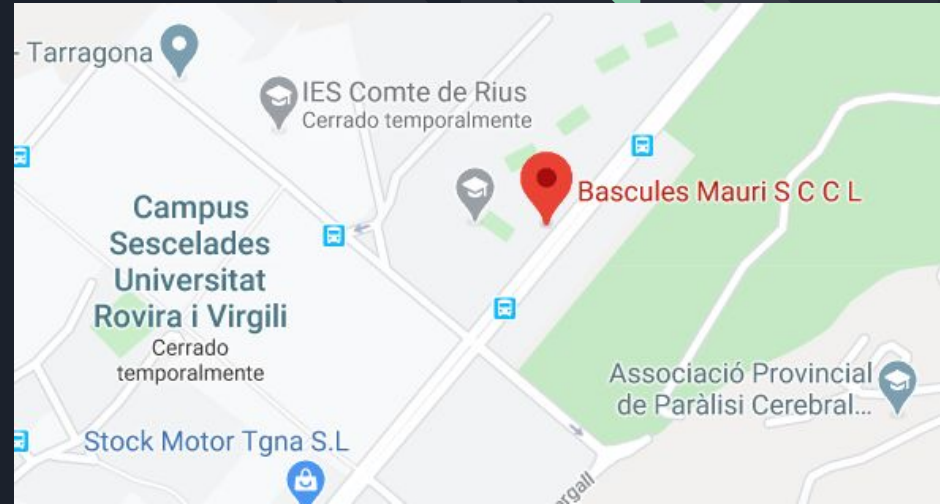 - Tarragona
IES Comte de Rius
Cerrado temporalmente
Bascules Mauri S C C L
Campus
Sescelades
Universitat
Rovira i Virgili
Cerrado
temporalmente
Associació Provincial
de Paràlisi Cerebral...
Stock Motor Tgna S.L